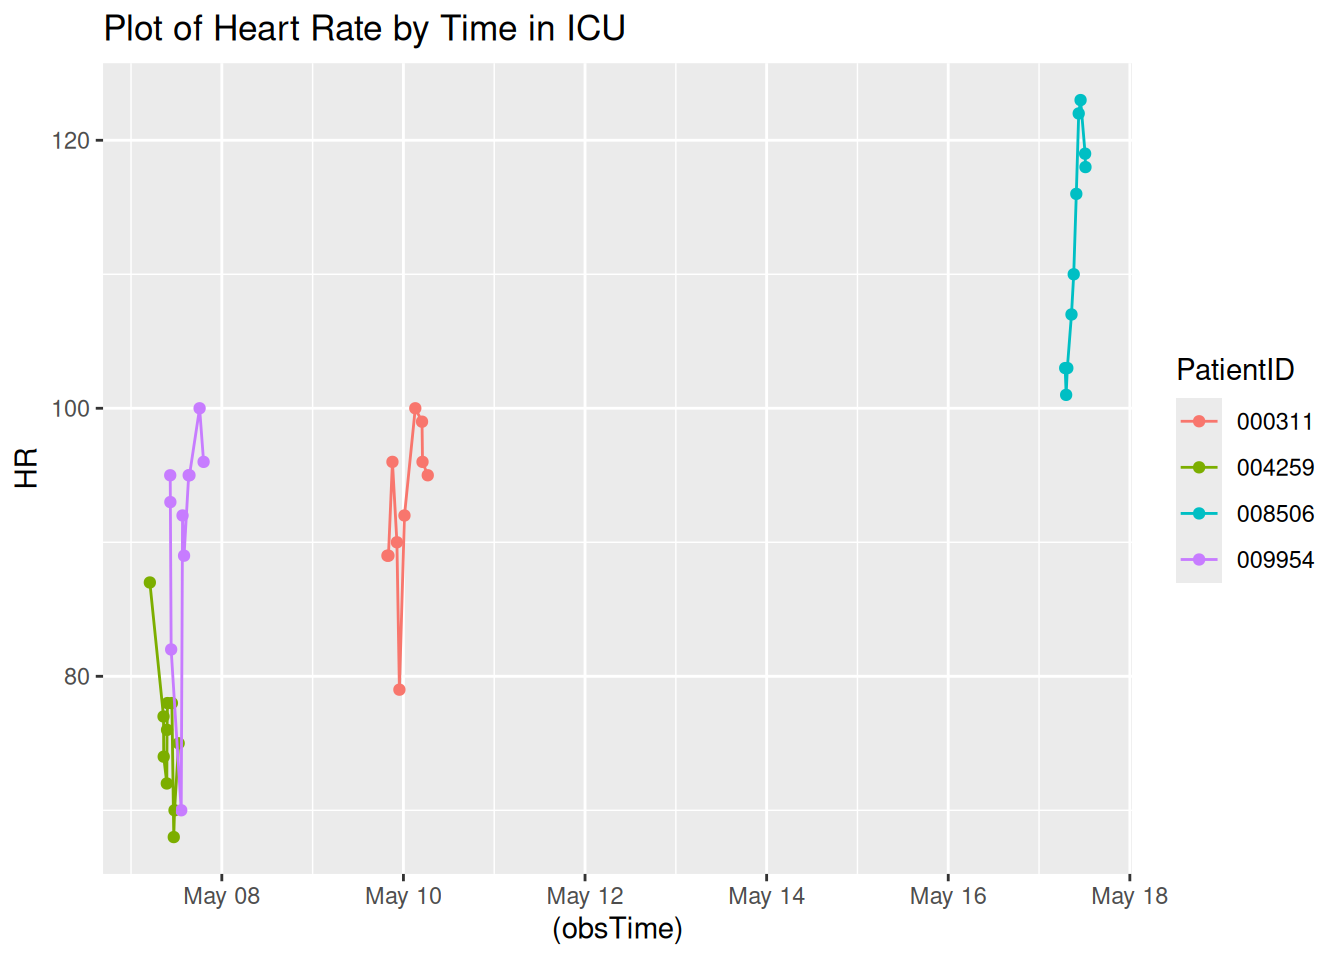 Plot of Heart Rate by Time in ICU
120
100
80
HR
May 08 May 10 May 12 May 14 May 16 May 18
(obsTime)
PatientID
000311
004259
008506
009954